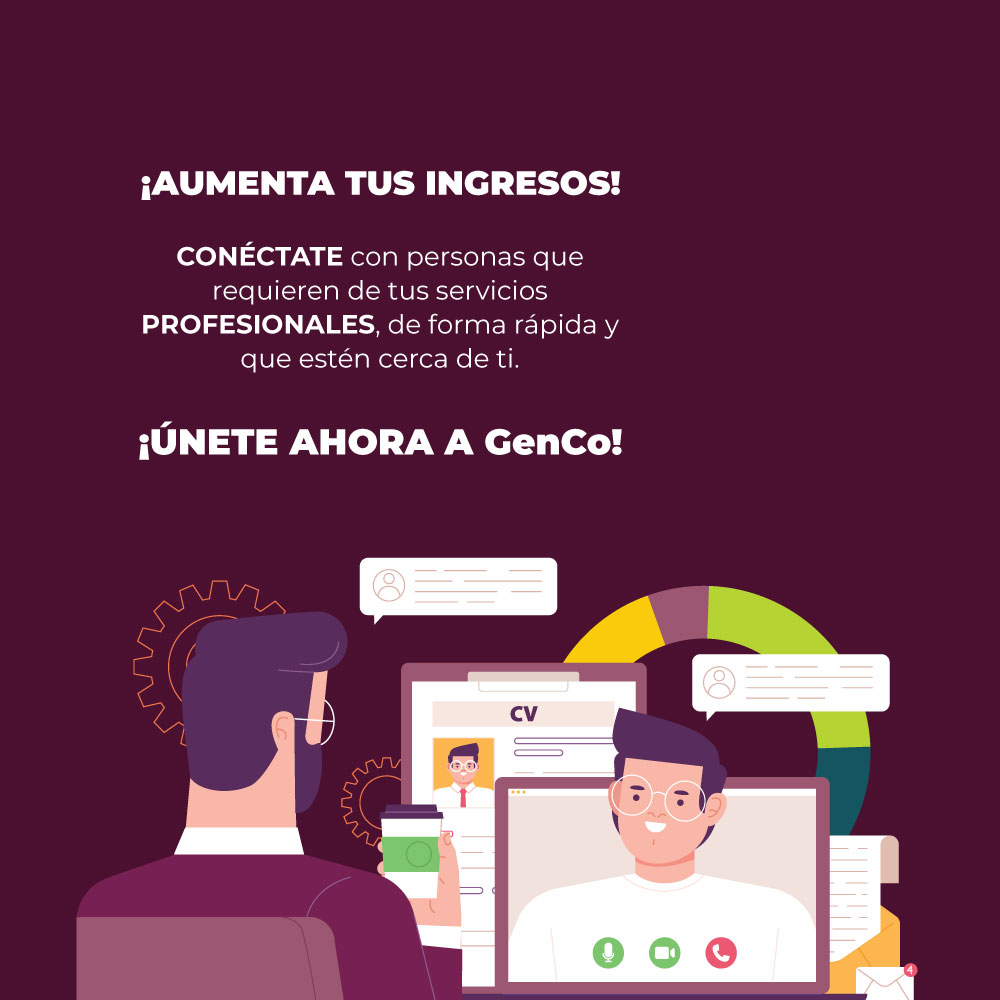 ¡AUMENTA TUS INGRESOS!
CONÉCTATE con personas que
requieren de tus servicios
PROFESIONALES, de forma rápida y
que estén cerca de ti.
¡ÚNETE AHORA A GenCo!
CV
4